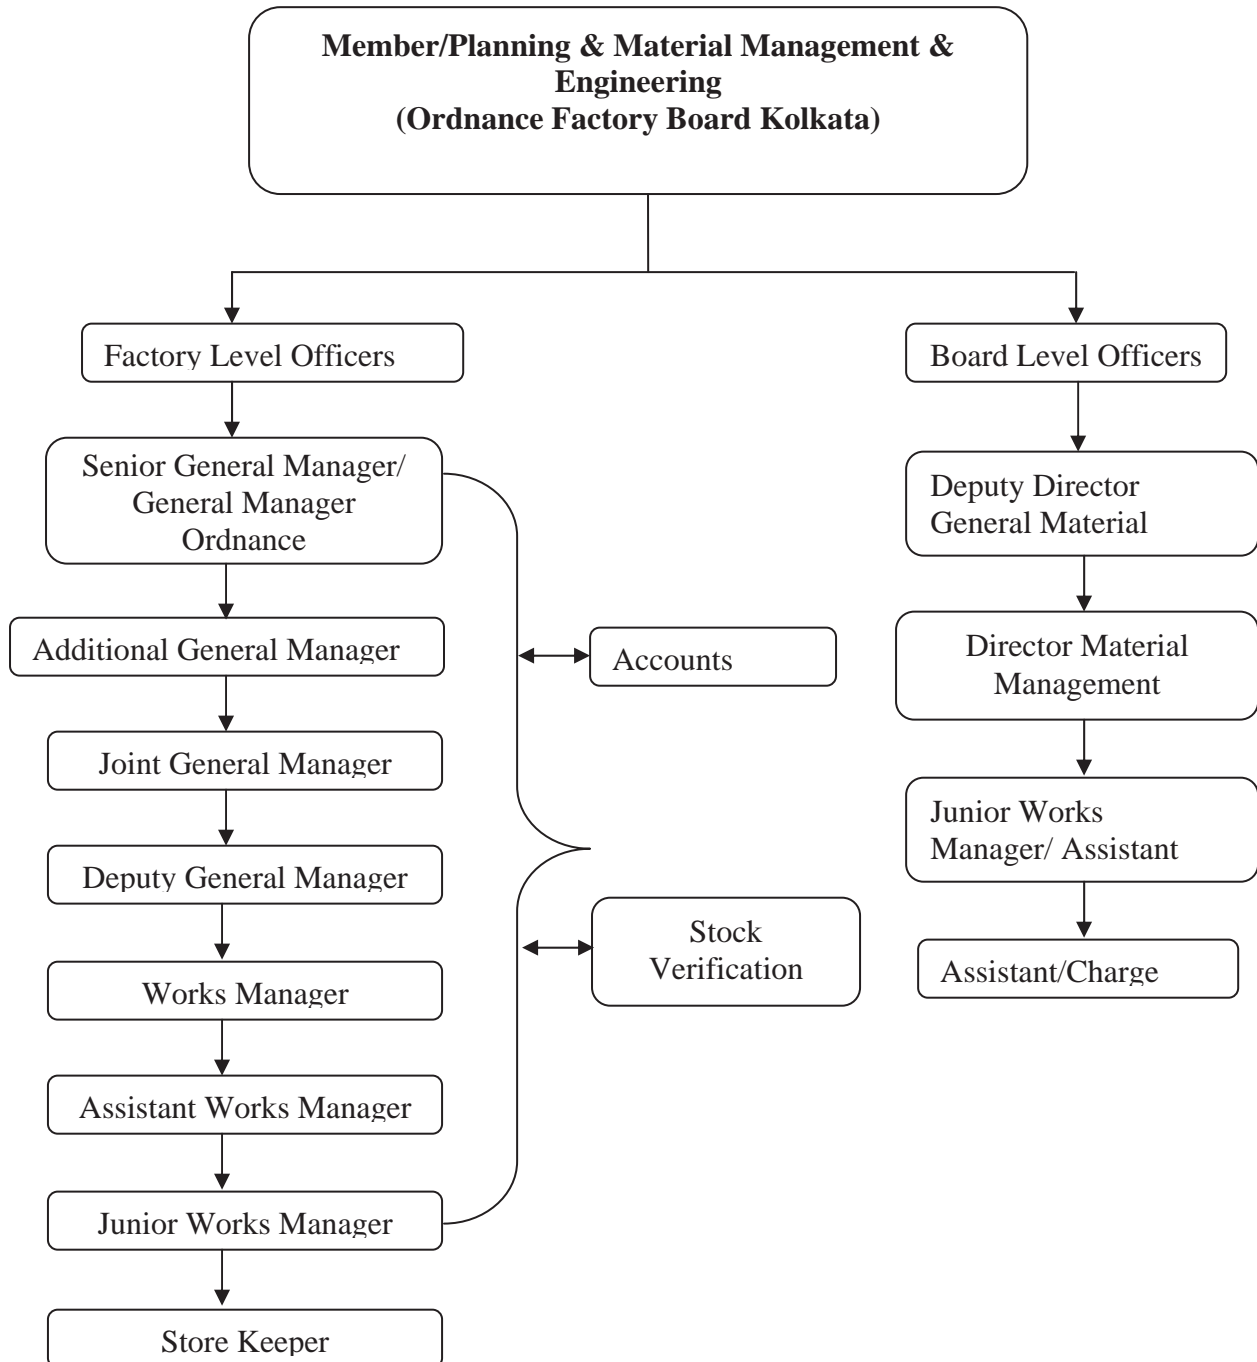 Member/Planning & Material Management &
Engineering
(Ordnance Factory Board Kolkata)
Factory Level Officers
Board Level Officers
Senior General Manager/
General Manager
Ordnance
Deputy Director
General Material
Additional General Manager
Accounts
Director Material
Management
Joint General Manager
Junior Works
Manager/ Assistant
Deputy General Manager
Stock
Verification
Assistant/Charge
Works Manager
Assistant Works Manager
Junior Works Manager
Store Keeper